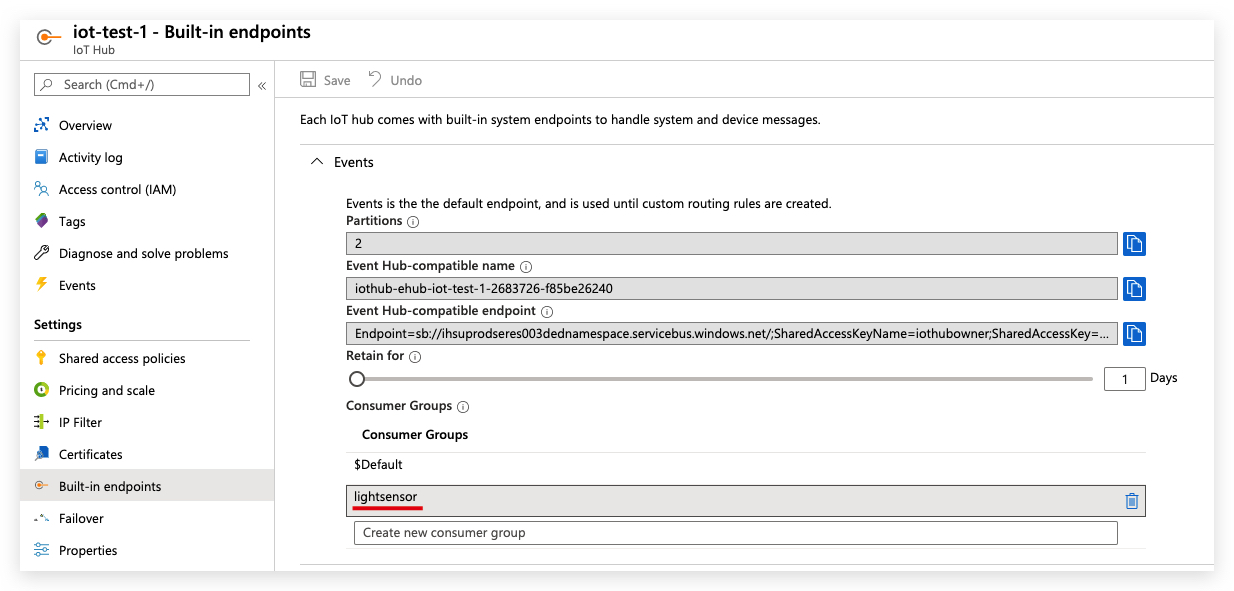 iot-test-1 - Built-in endpoints
IoT Hub
Search (Cmd+/)
«
Save
Undo
Overview
Activity log
Access control (IAM)
Tags
Diagnose and solve problems
Events
Settings
Shared access policies
Pricing and scale
IP Filter
Certificates
Built-in endpoints
Failover
Properties
Each IoT hub comes with built-in system endpoints to handle system and device messages.
Events
Events is the the default endpoint, and is used until custom routing rules are created.
Partitions
2
Event Hub-compatible name
iothub-ehub-iot-test-1-2683726-f85be26240
Event Hub-compatible endpoint
Endpoint=sb://ihsuprodseres003dednamespace.servicebus.windows.net/;SharedAccessKeyName=iothubowner;SharedAccessKey=...
Retain for
1 Days
Consumer Groups
Consumer Groups
$Default
lightsensor
Create new consumer group